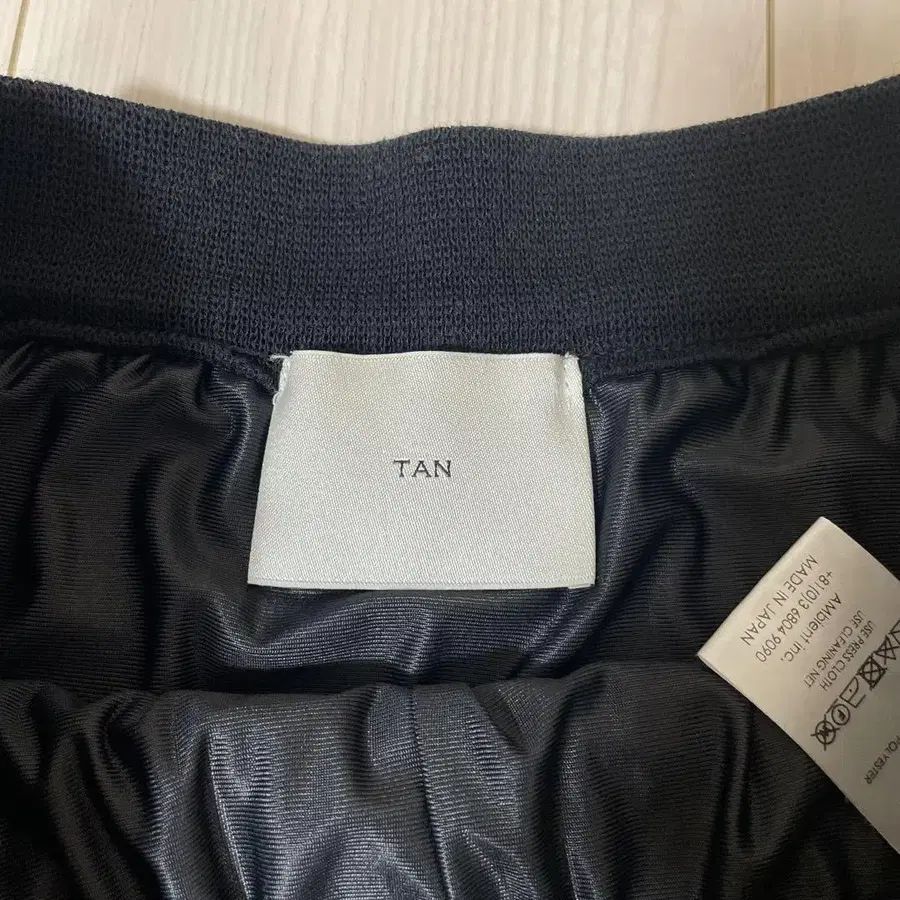 TAN
POLYESTER
USE PRESS CLOTH
USE CLEANING NET
Ambient inc.
+81(0)3 6804 9090
MADE IN JAPAN